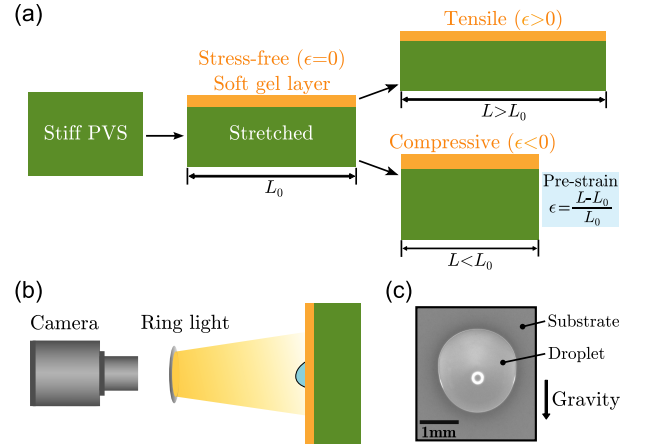 (a)
Stiff PVS
Stress-free (ϵ=0)
Soft gel layer
Stretched
L₀
Tensile (ϵ>0)
L>L₀
Compressive (ϵ<0)
L<L₀
Pre-strain
ϵ = (L-L₀)/L₀
(b)
Camera
Ring light
(c)
Substrate
Droplet
Gravity
1mm